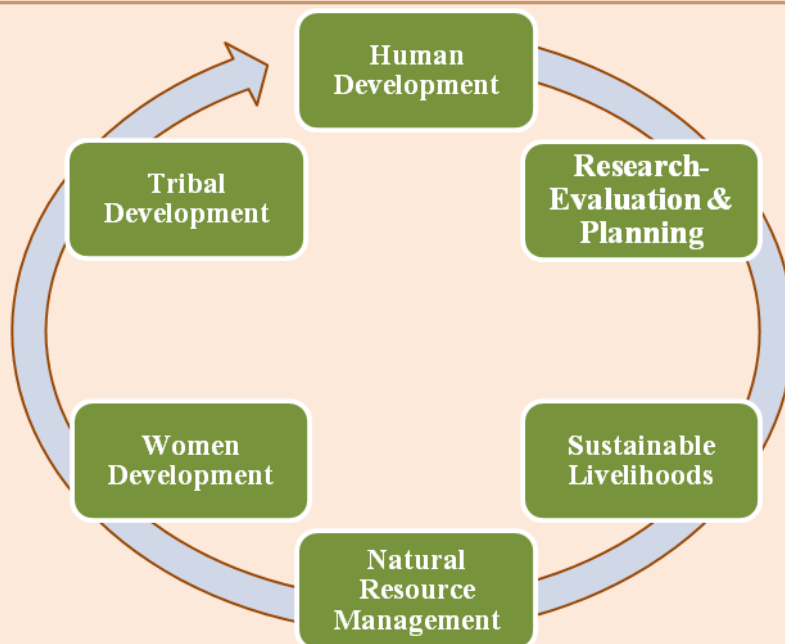 Human
Development
Research-
Evaluation &
Planning
Sustainable
Livelihoods
Natural
Resource
Management
Women
Development
Tribal
Development